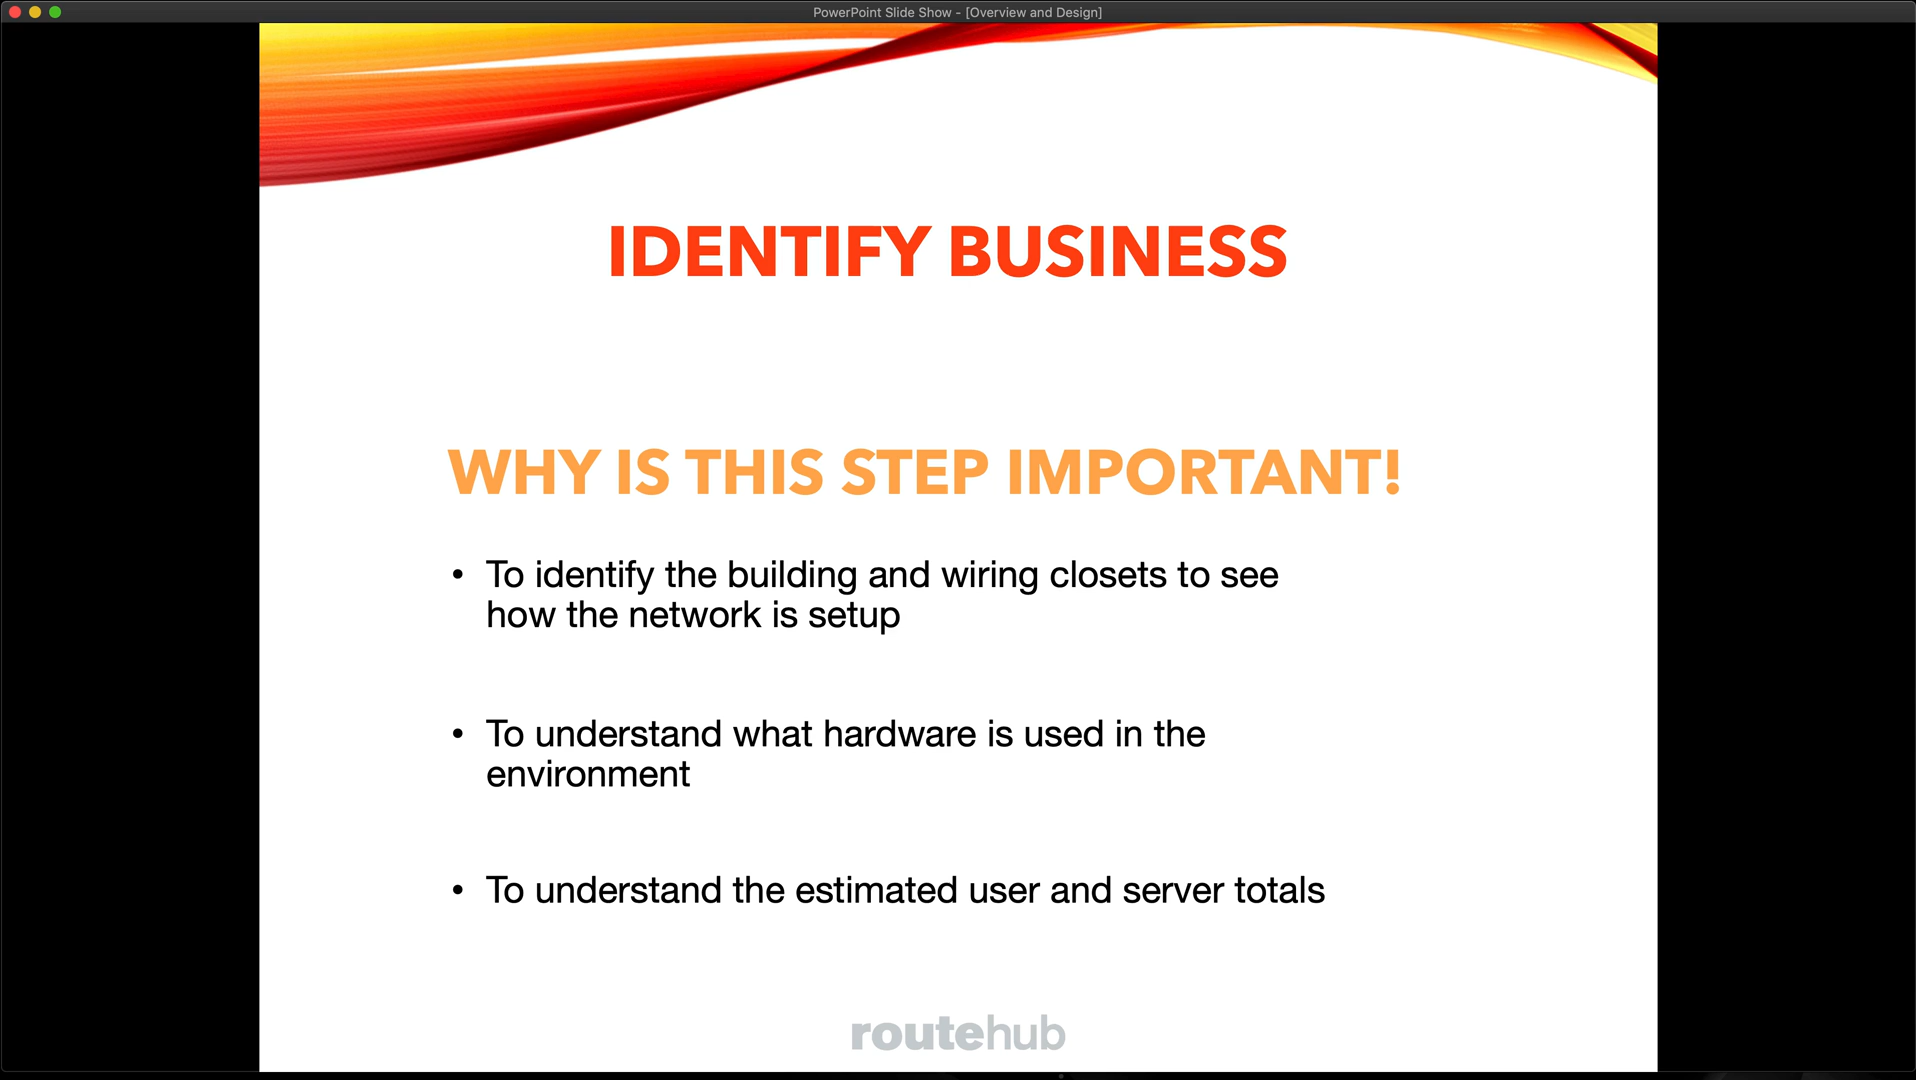 PowerPoint Slide Show - [Overview and Design]
IDENTIFY BUSINESS
WHY IS THIS STEP IMPORTANT!
• To identify the building and wiring closets to see
how the network is setup
• To understand what hardware is used in the
environment
• To understand the estimated user and server totals
routehub